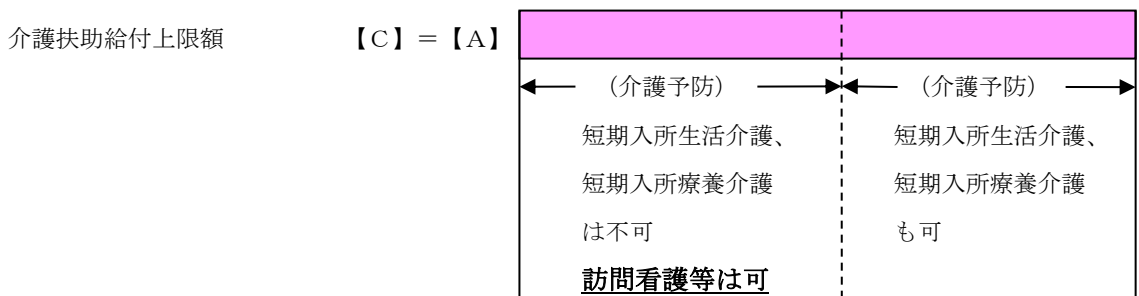 介護扶助給付上限額 【C】＝【A】
（介護予防） （介護予防）
短期入所生活介護、 短期入所生活介護、
短期入所療養介護 短期入所療養介護
は不可 も可
訪問看護等は可